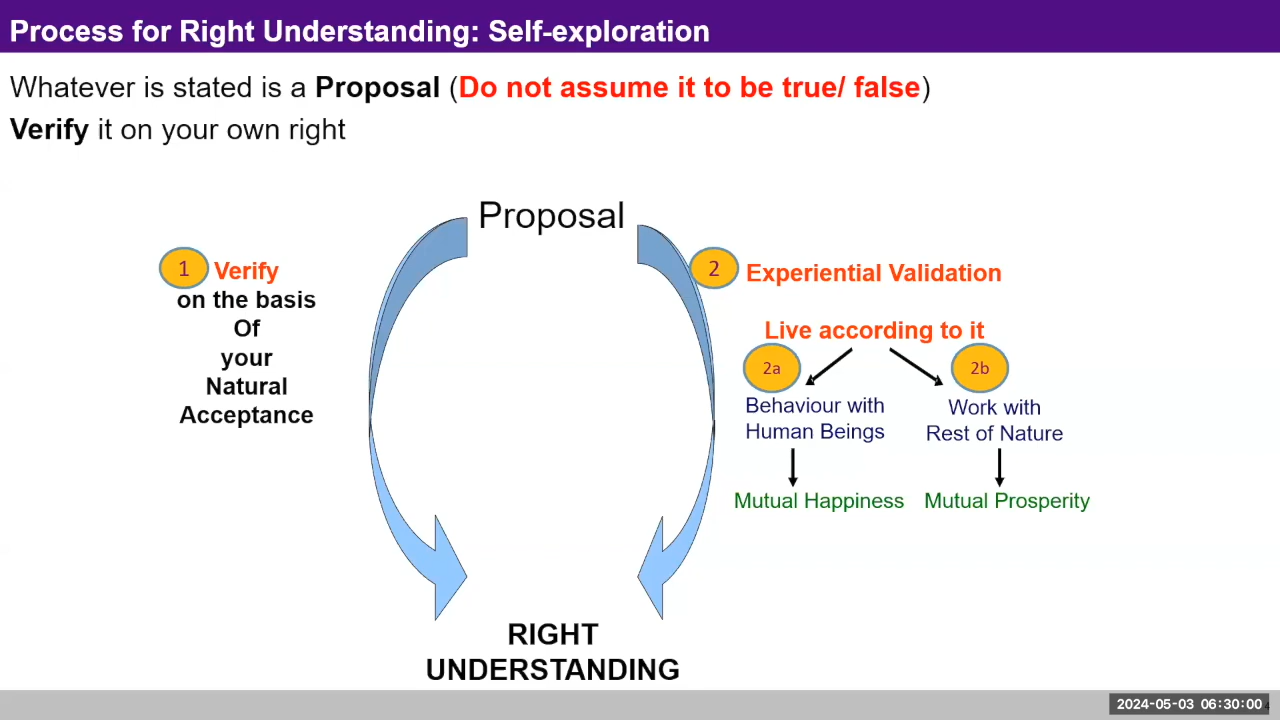 Process for Right Understanding: Self-exploration
Whatever is stated is a Proposal (Do not assume it to be true/ false)
Verify it on your own right
Proposal
1 Verify
on the basis
Of
your
Natural
Acceptance
2 Experiential Validation
Live according to it
2a 2b
Behaviour with
Human Beings
Work with
Rest of Nature
Mutual Happiness
Mutual Prosperity
RIGHT
UNDERSTANDING
2024-05-03 06:30:00